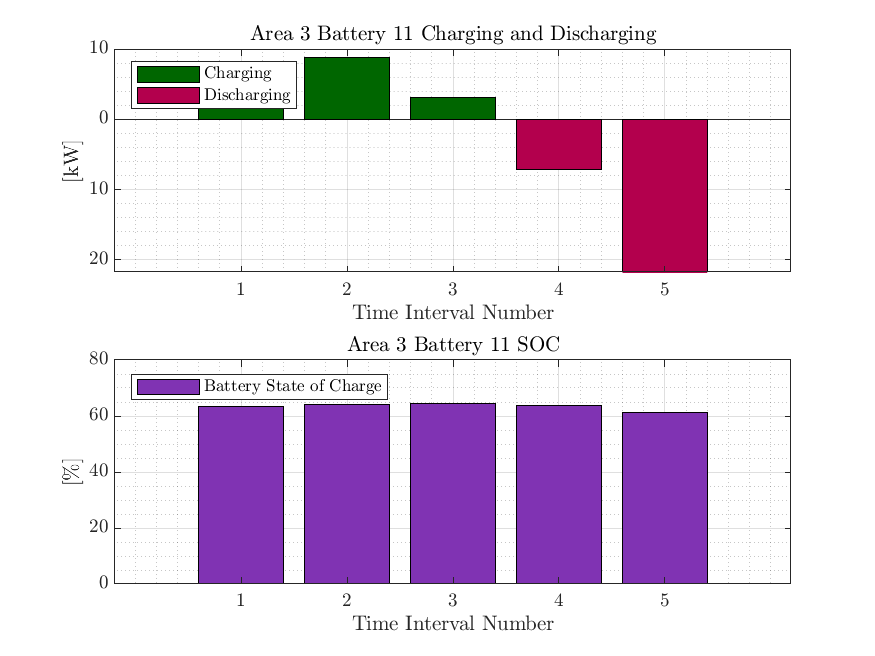 Area 3 Battery 11 Charging and Discharging
10
Charging
Discharging
0
[kW]
10
20
1 2 3 4 5
Time Interval Number
Area 3 Battery 11 SOC
80
Battery State of Charge
60
[%]
40
20
0
1 2 3 4 5
Time Interval Number